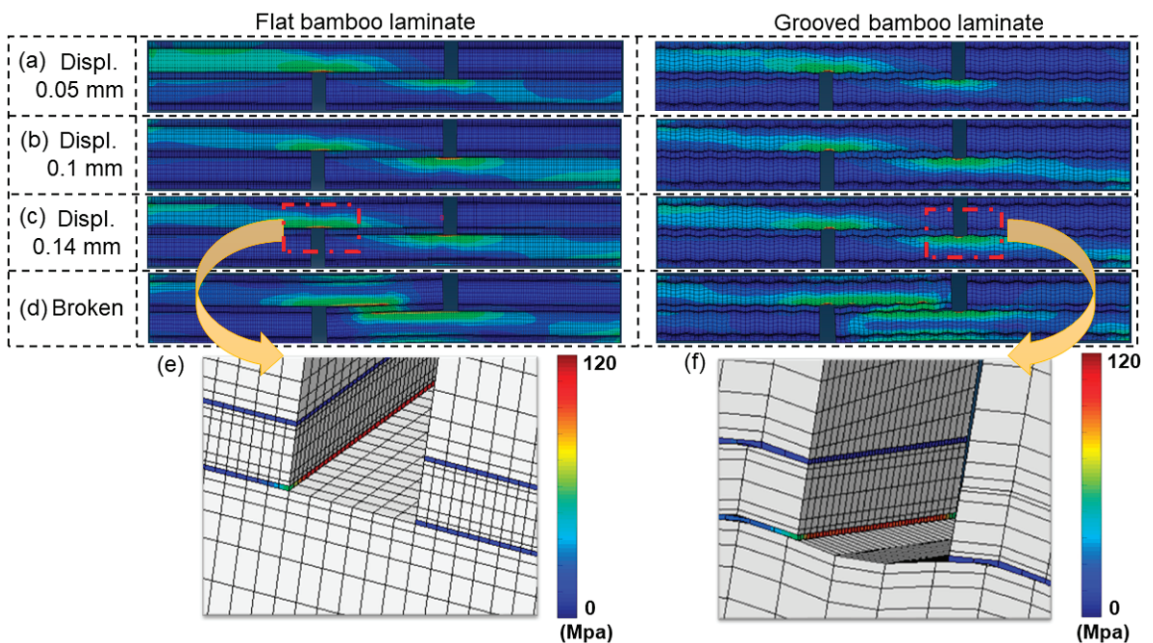 Flat bamboo laminate
Grooved bamboo laminate
(a) Displ.
0.05 mm
(b) Displ.
0.1 mm
(c) Displ.
0.14 mm
(d) Broken
(e)
120
0
(Mpa)
(f)
120
0
(Mpa)